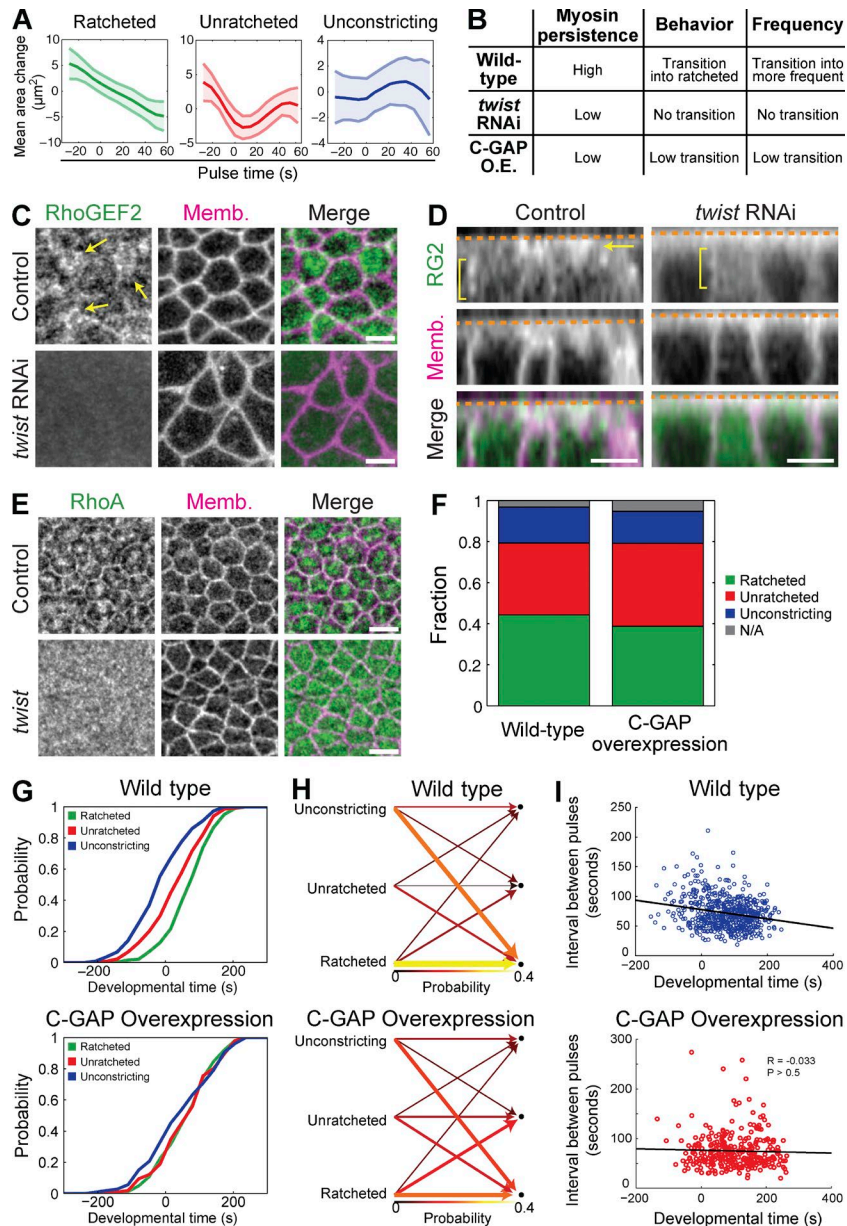 A
Ratcheted
Unratcheted
Unconstricting
Mean area change
(µm²)
10
5
0
−5
−10
10
5
0
−5
4
2
0
−2
−4
−20 0 20 40 60
−20 0 20 40 60
−20 0 20 40 60
Pulse time (s)
B
Myosin persistence Behavior Frequency
Wild-type High Transition into ratcheted Transition into more frequent
twist RNAi Low No transition No transition
C-GAP O.E. Low Low transition Low transition
C
RhoGEF2 Memb. Merge
Control
twist RNAi
D
Control twist RNAi
RG2
Memb.
Merge
E
RhoA Memb. Merge
Control
twist
F
Fraction
1
0.8
0.6
0.4
0.2
0
Wild-type
C-GAP
overexpression
Ratcheted
Unratcheted
Unconstricting
N/A
G
Wild type
Ratcheted
Unratcheted
Unconstricting
Probability
1
0.8
0.6
0.4
0.2
0
−200 0 200
Developmental time (s)
C-GAP Overexpression
Ratcheted
Unratcheted
Unconstricting
Probability
1
0.8
0.6
0.4
0.2
0
−200 0 200
Developmental time (s)
H
Wild type
Unconstricting
Unratcheted
Ratcheted
0 0.4
Probability
C-GAP Overexpression
Unconstricting
Unratcheted
Ratcheted
0 0.4
Probability
I
Wild type
Interval between pulses
(seconds)
250
200
150
100
50
0
−200 0 200 400
Developmental time (s)
C-GAP Overexpression
R = -0.033
P > 0.5
Interval between pulses
(seconds)
300
200
100
0
−200 0 200 400
Developmental time (s)